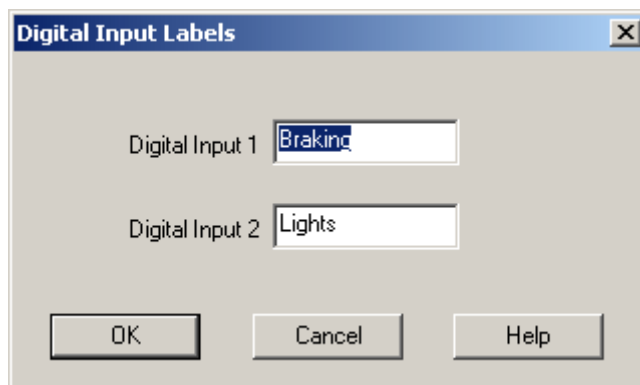 Digital Input Labels
Digital Input 1 Braking
Digital Input 2 Lights
OK Cancel Help